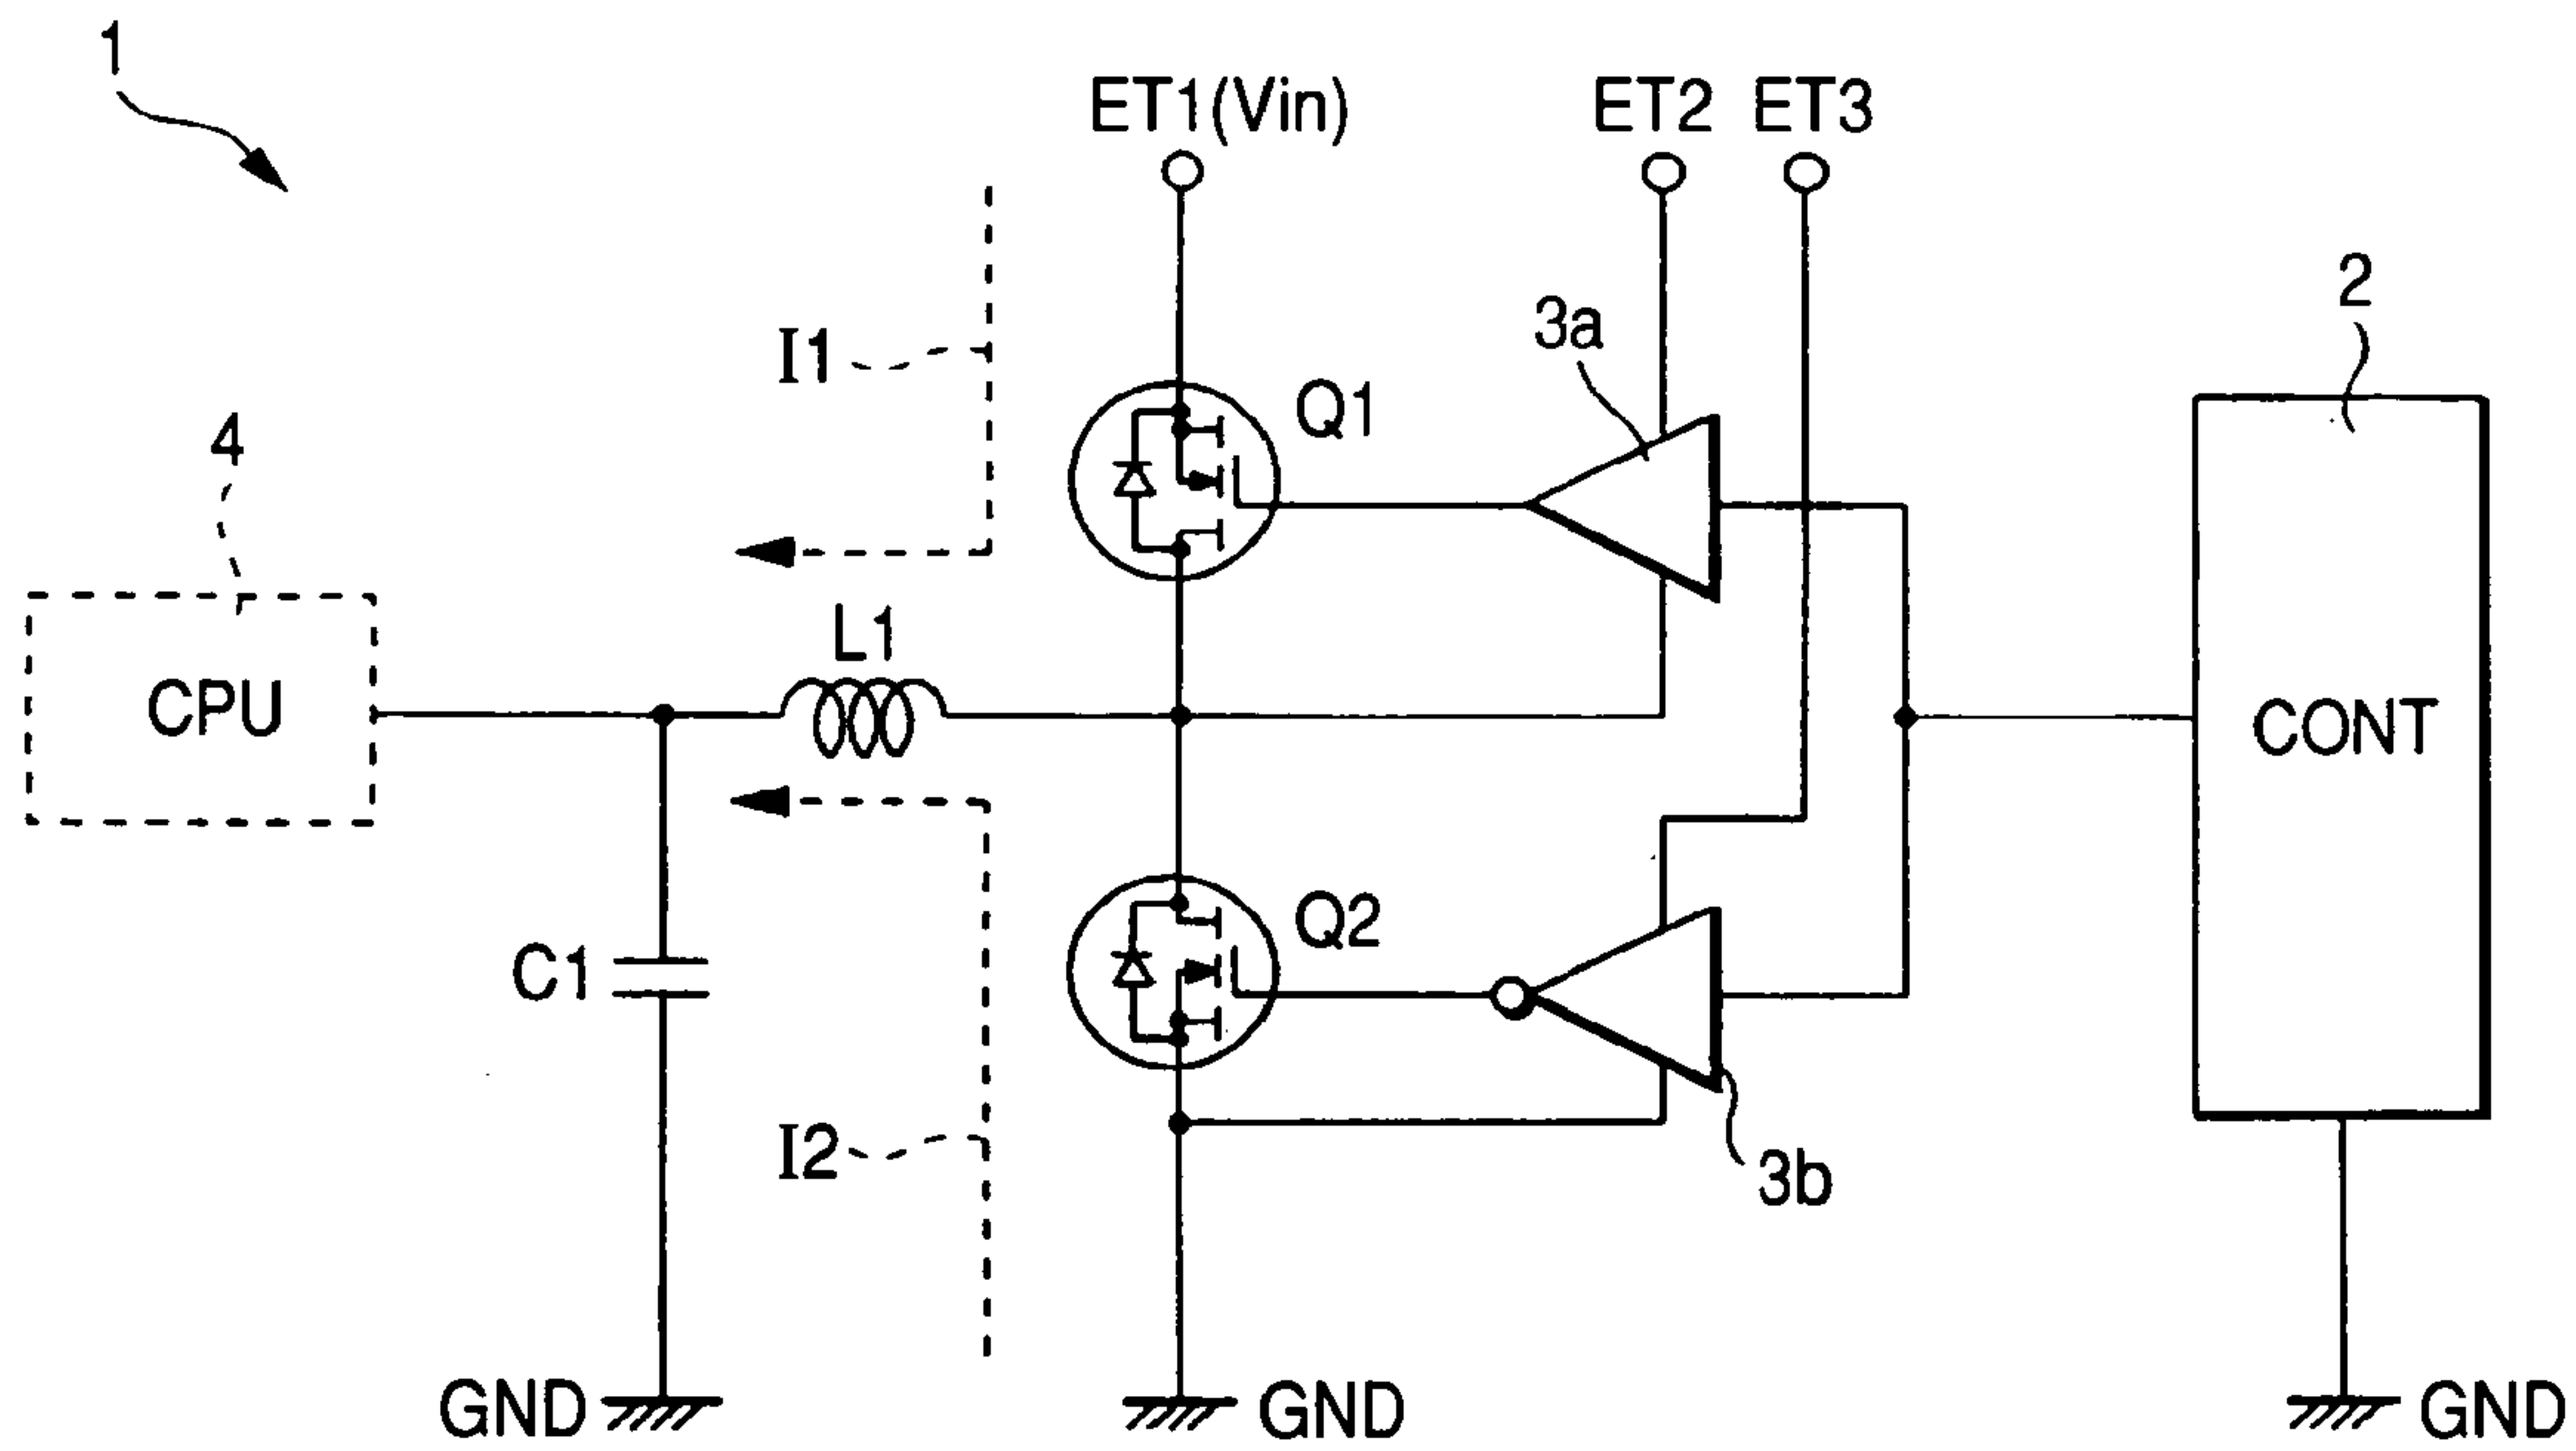 1
ET1(Vin)
ET2
ET3
2
3a
I1
Q1
4
L1
CPU
CONT
Q2
C1
I2
3b
GND
GND
GND